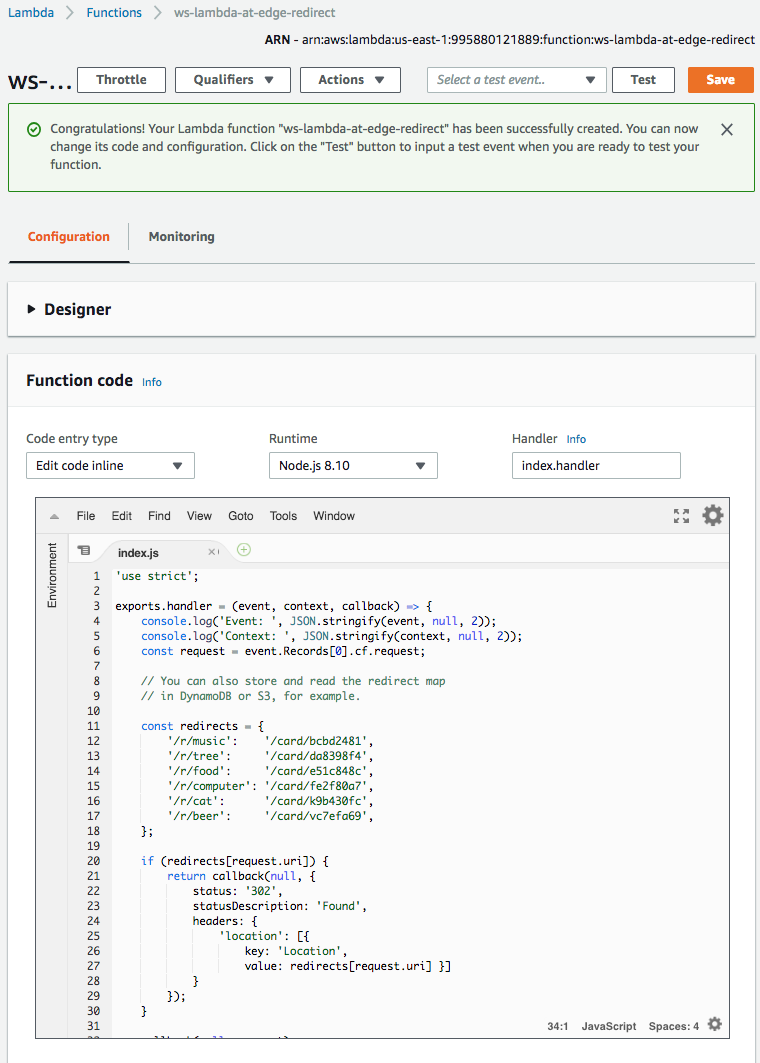 Lambda > Functions > ws-lambda-at-edge-redirect
ARN - arn:aws:lambda:us-east-1:995880121889:function:ws-lambda-at-edge-redirect
ws-... Throttle Qualifiers Actions Select a test event.. Test Save
Congratulations! Your Lambda function "ws-lambda-at-edge-redirect" has been successfully created. You can now
change its code and configuration. Click on the "Test" button to input a test event when you are ready to test your
function.
Configuration Monitoring
Designer
Function code Info
Code entry type Runtime Handler Info
Edit code inline Node.js 8.10 index.handler
File Edit Find View Goto Tools Window
Environment
index.js
1 'use strict';
2
3 exports.handler = (event, context, callback) => {
4     console.log('Event: ', JSON.stringify(event, null, 2));
5     console.log('Context: ', JSON.stringify(context, null, 2));
6     const request = event.Records[0].cf.request;
7
8     // You can also store and read the redirect map
9     // in DynamoDB or S3, for example.
10
11     const redirects = {
12         '/r/music':    '/card/bcbd2481',
13         '/r/tree':     '/card/da8398f4',
14         '/r/food':     '/card/e51c848c',
15         '/r/computer': '/card/fe2f80a7',
16         '/r/cat':      '/card/k9b430fc',
17         '/r/beer':     '/card/vc7efa69',
18     };
19
20     if (redirects[request.uri]) {
21         return callback(null, {
22             status: '302',
23             statusDescription: 'Found',
24             headers: {
25                 'location': [{
26                     key: 'Location',
27                     value: redirects[request.uri] }]
28             }
29         });
30     }
31
34:1 JavaScript Spaces: 4